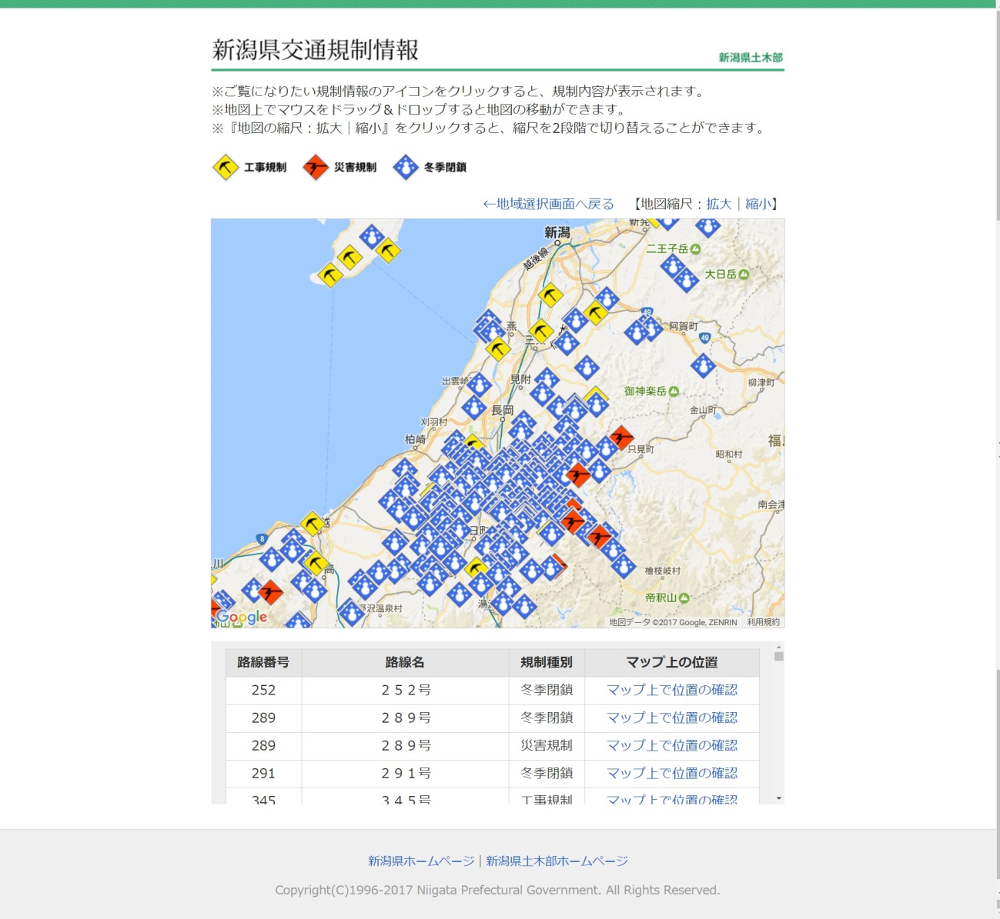 新潟県交通規制情報
新潟県土木部
※ご覧になりたい規制情報のアイコンをクリックすると、規制内容が表示されます。
※地図上でマウスをドラッグ＆ドロップすると地図の移動ができます。
※『地図の縮尺：拡大｜縮小』をクリックすると、縮尺を2段階で切り替えることができます。
工事規制 災害規制 冬季閉鎖
←地域選択画面へ戻る 【地図縮尺：拡大｜縮小】
新潟
二王子岳
越後線
大日岳
49
燕
阿賀町
49
出雲崎
見附
柳津町
御神楽岳
長岡
金山町
刈羽村
柏崎
只見町
昭和村
南会津
8
檜枝岐村
帝釈山
野沢温泉村
Google
地図データ ©2017 Google, ZENRIN 利用規約
路線番号 路線名 規制種別 マップ上の位置
252 ２５２号 冬季閉鎖 マップ上で位置の確認
289 ２８９号 冬季閉鎖 マップ上で位置の確認
289 ２８９号 災害規制 マップ上で位置の確認
291 ２９１号 冬季閉鎖 マップ上で位置の確認
345 ３４５号 工事規制 マップ上で位置の確認
新潟県ホームページ｜新潟県土木部ホームページ
Copyright(C)1996-2017 Niigata Prefectural Government. All Rights Reserved.